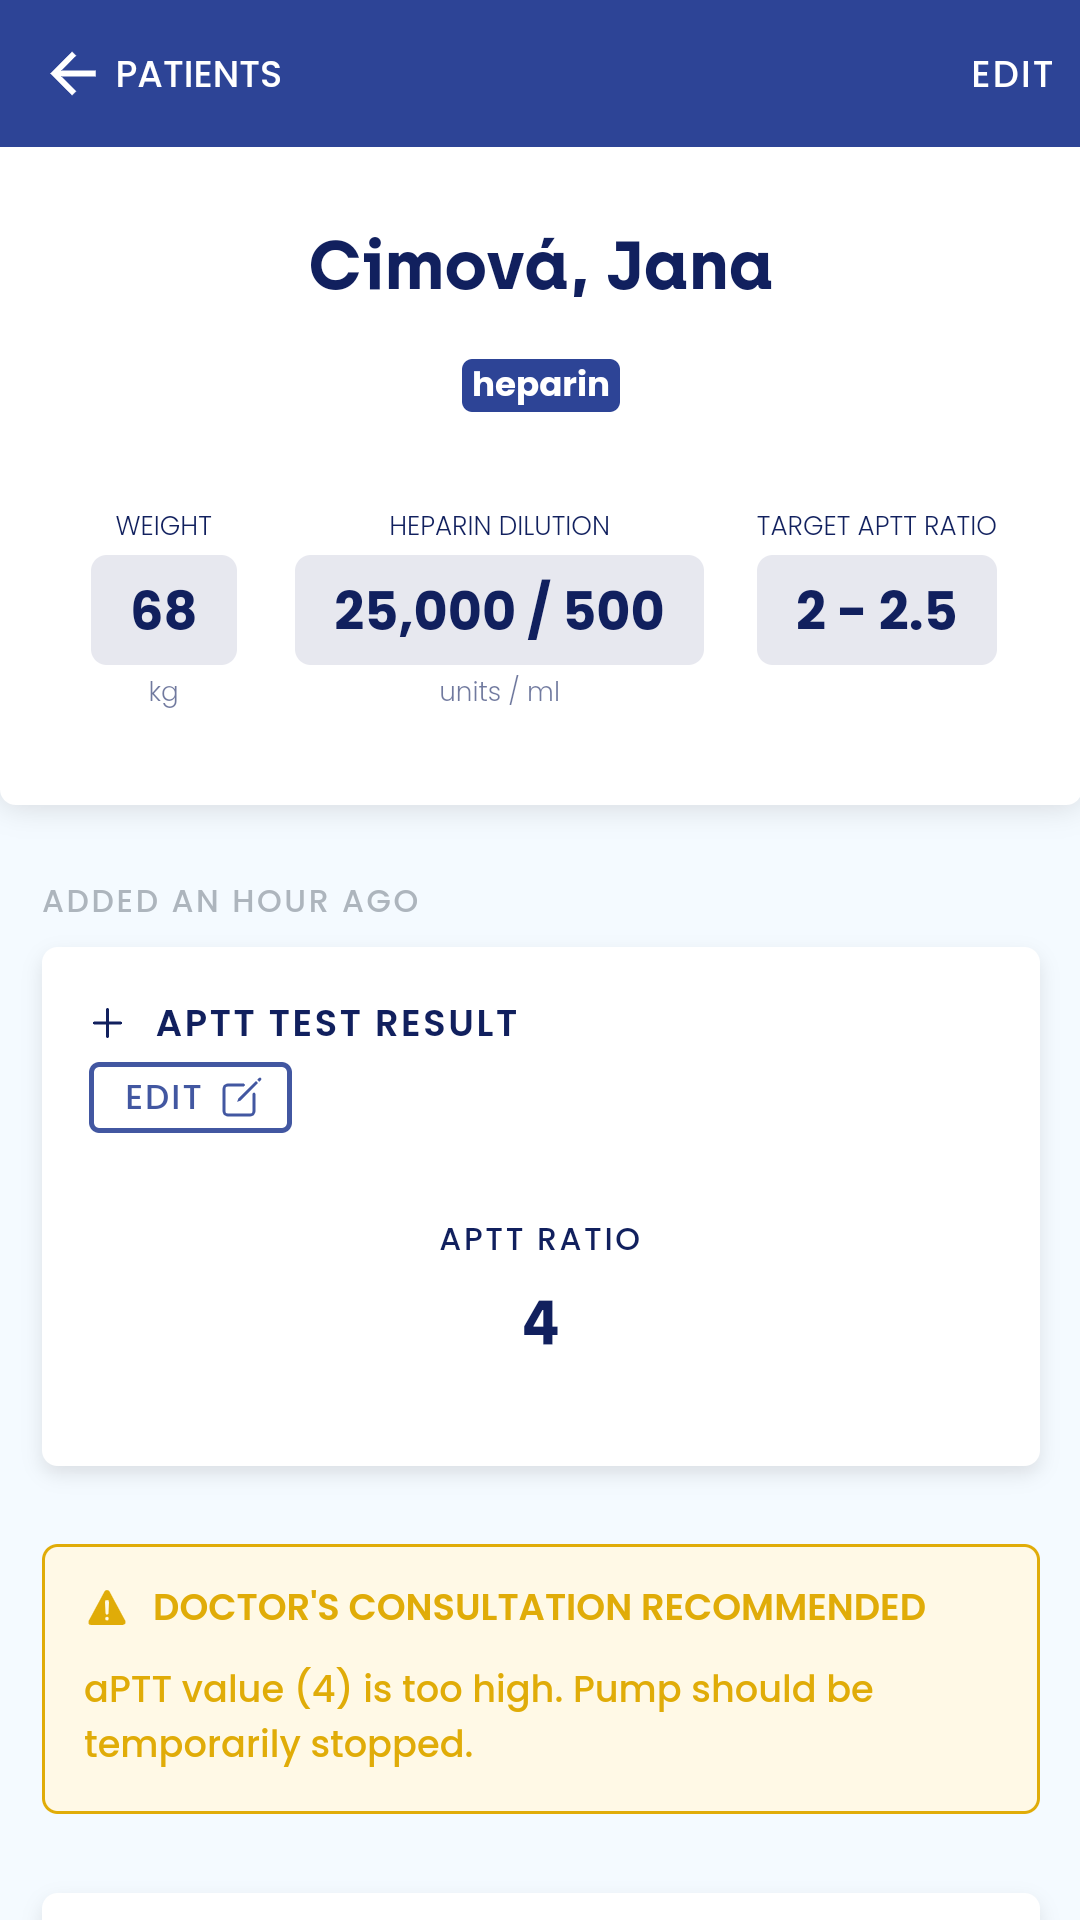 PATIENTS
EDIT
Cimová, Jana
heparin
WEIGHT
HEPARIN DILUTION
TARGET APTT RATIO
68
25,000 / 500
2 - 2.5
kg
units / ml
ADDED AN HOUR AGO
APTT TEST RESULT
EDIT
APTT RATIO
4
DOCTOR'S CONSULTATION RECOMMENDED
aPTT value (4) is too high. Pump should be
temporarily stopped.